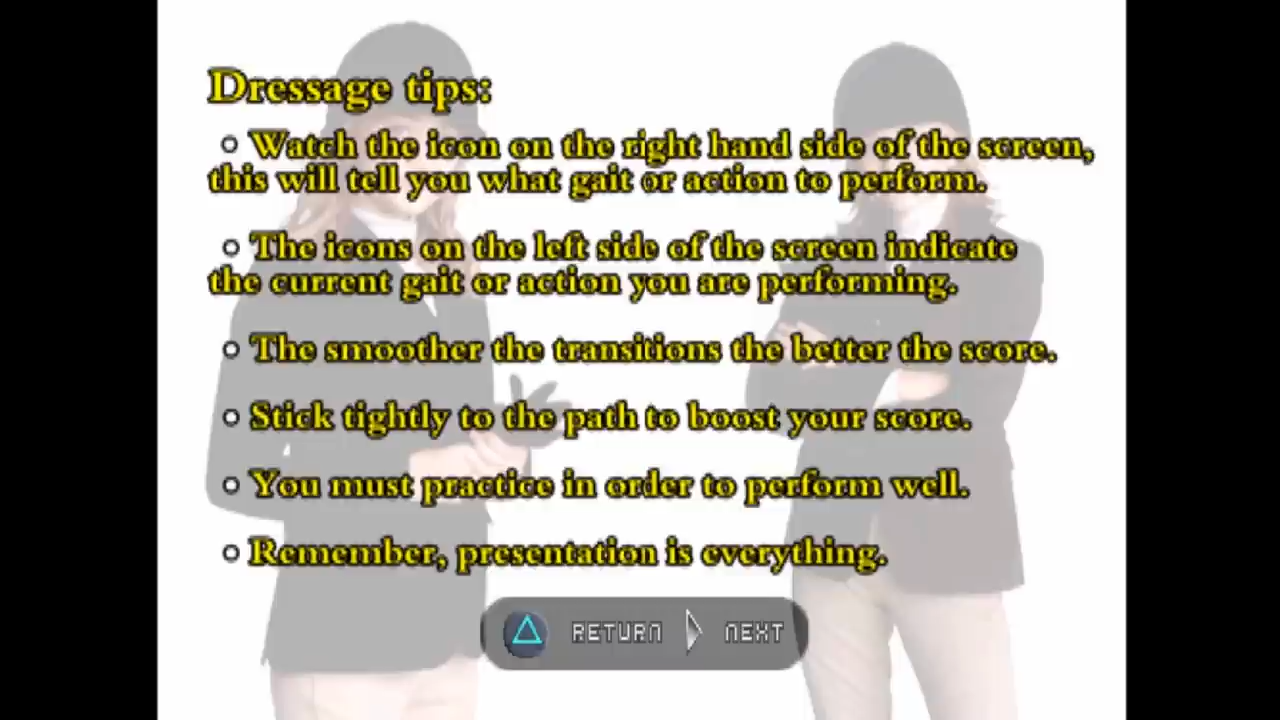 Dressage tips:
• Watch the icon on the right hand side of the screen,
this will tell you what gait or action to perform.
• The icons on the left side of the screen indicate
the current gait or action you are performing.
• The smoother the transitions the better the score.
• Stick tightly to the path to boost your score.
• You must practice in order to perform well.
• Remember, presentation is everything.
RETURN NEXT